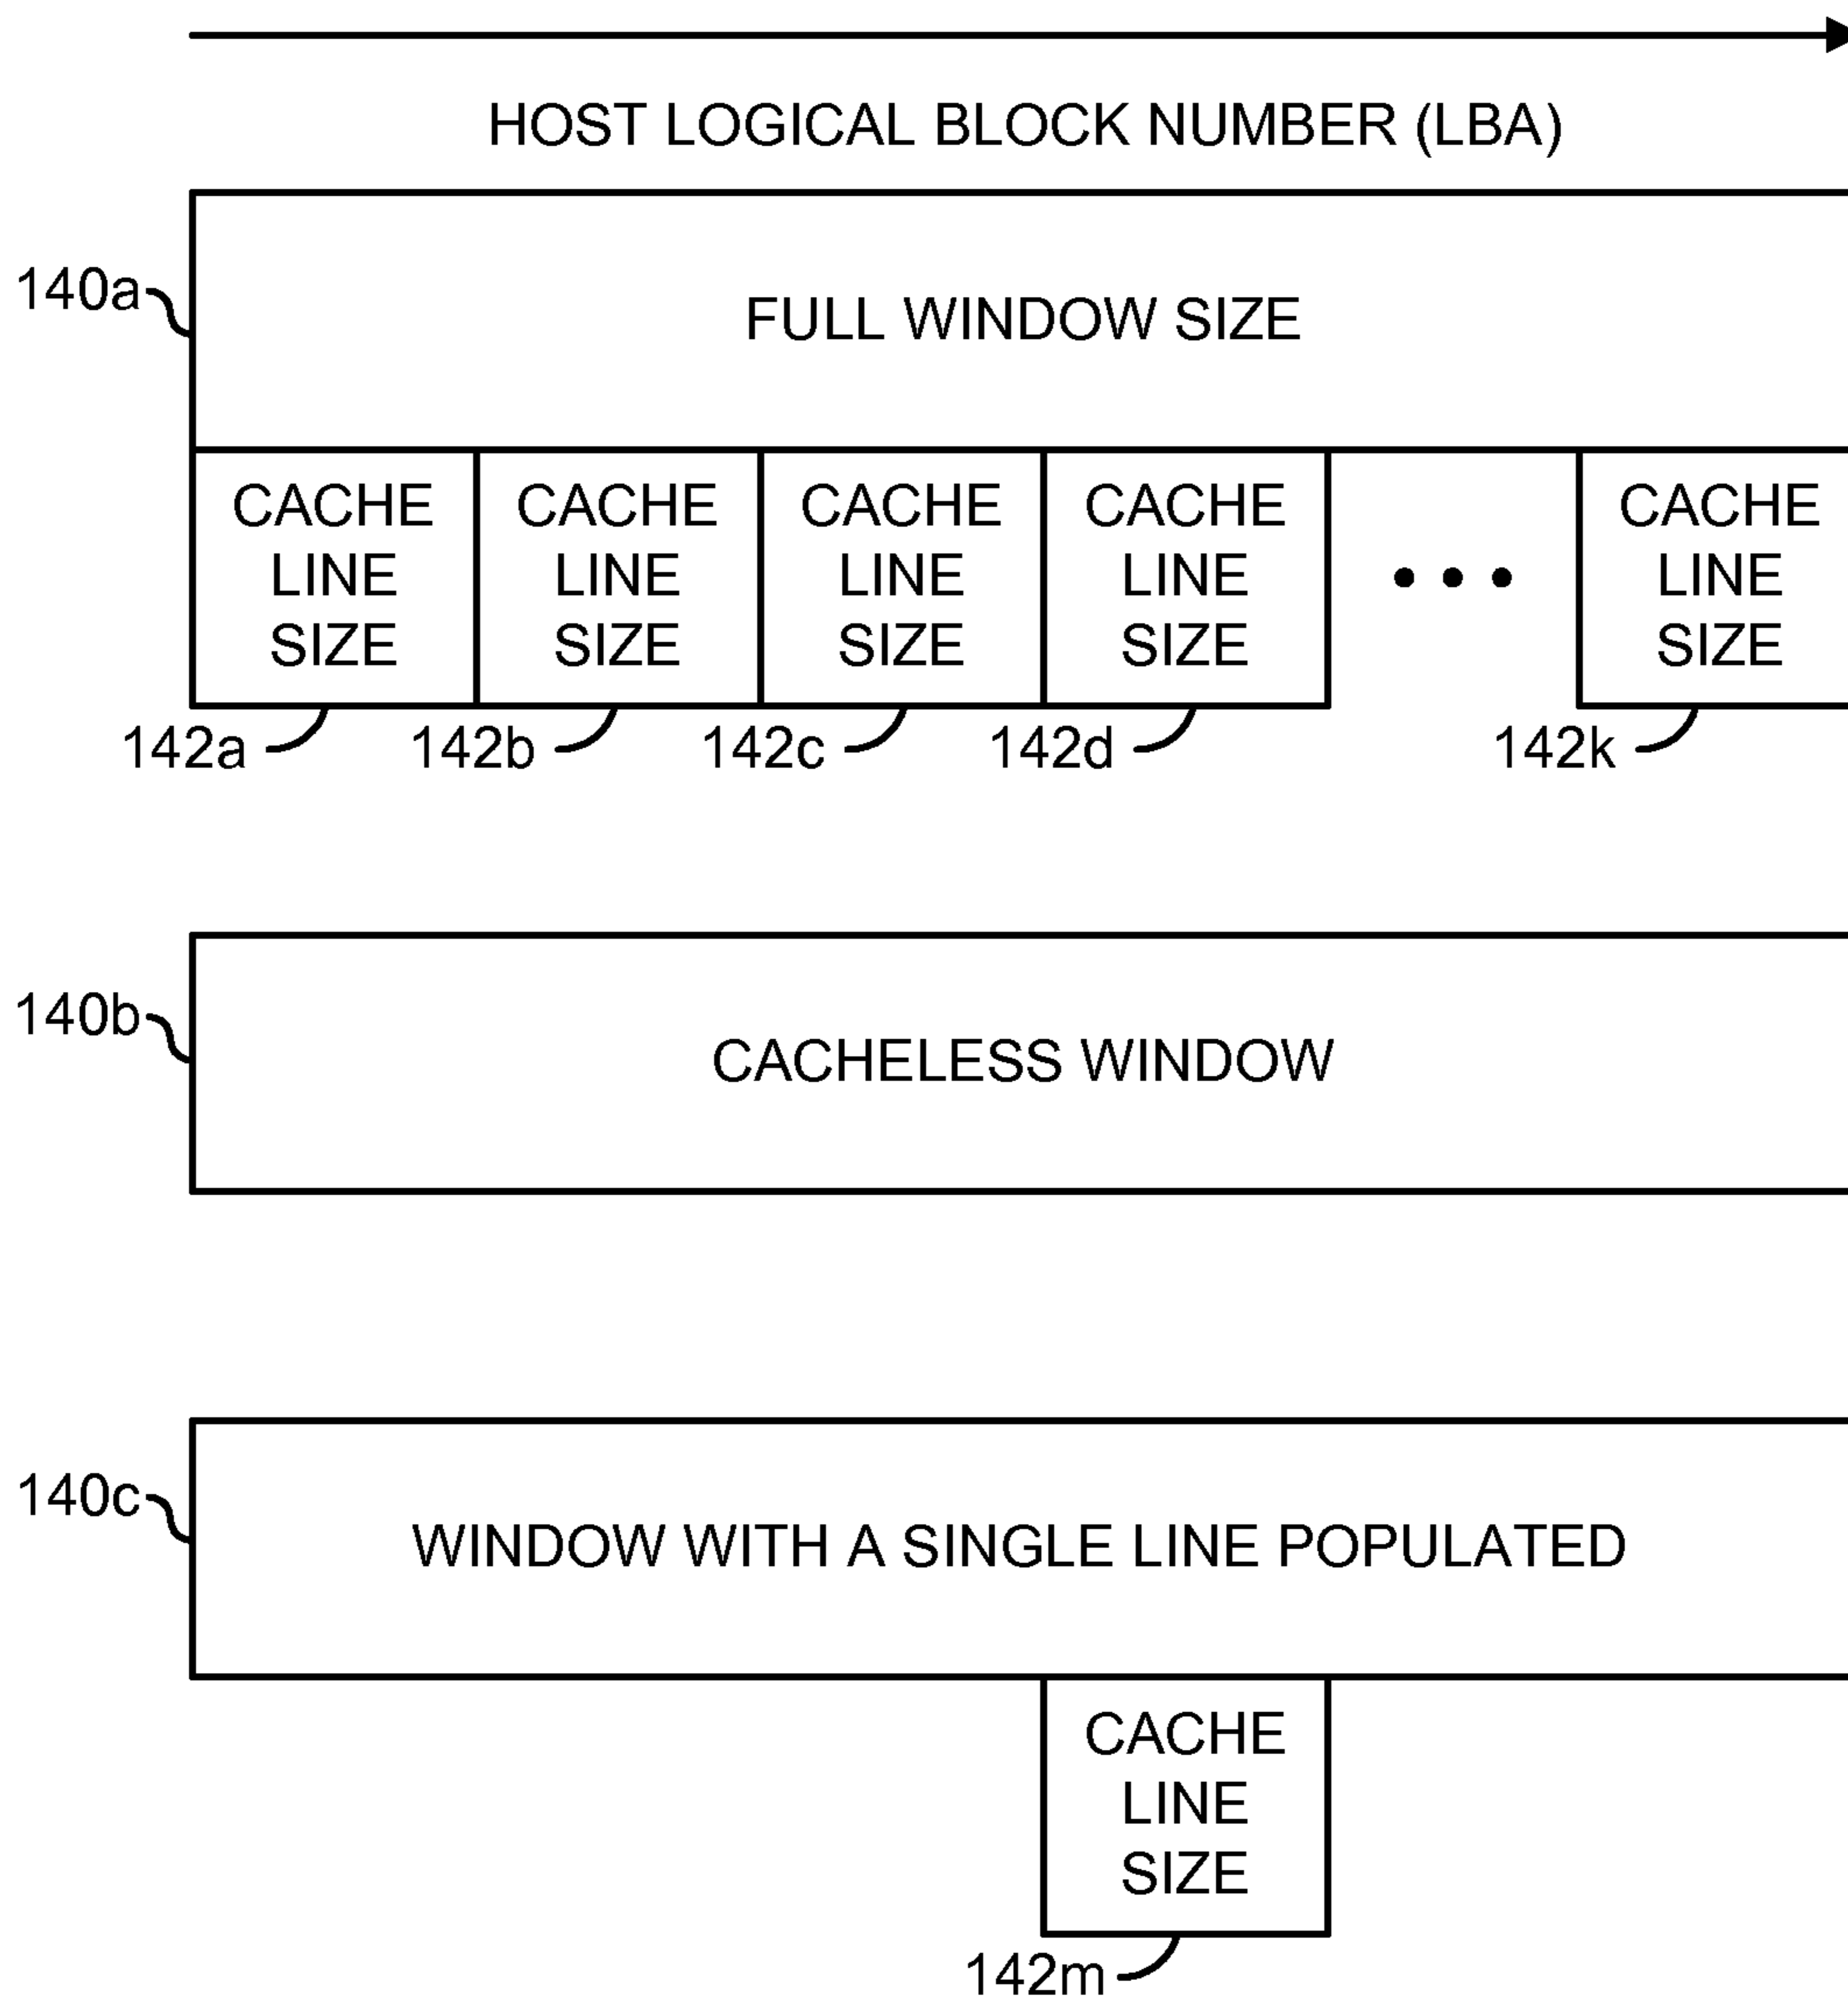 HOST LOGICAL BLOCK NUMBER (LBA)
140a
FULL WINDOW SIZE
CACHE
LINE
SIZE
CACHE
LINE
SIZE
CACHE
LINE
SIZE
CACHE
LINE
SIZE
CACHE
LINE
SIZE
142a
142b
142c
142d
142k
140b
CACHELESS WINDOW
140c
WINDOW WITH A SINGLE LINE POPULATED
CACHE
LINE
SIZE
142m